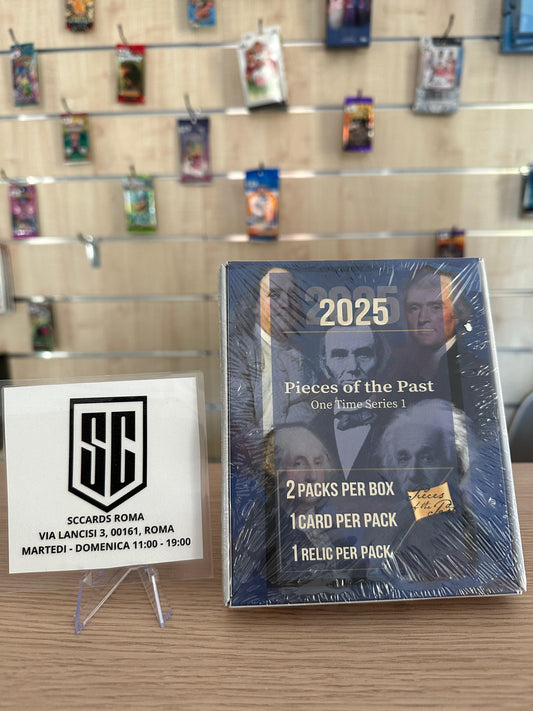 2025
2025
Pieces of the Past
One Time Series 1
2 PACKS PER BOX
1 CARD PER PACK
1 RELIC PER PACK
Pieces
of the Past
SC
SCCARDS ROMA
VIA LANCISI 3, 00161, ROMA
MARTEDI - DOMENICA 11:00 - 19:00